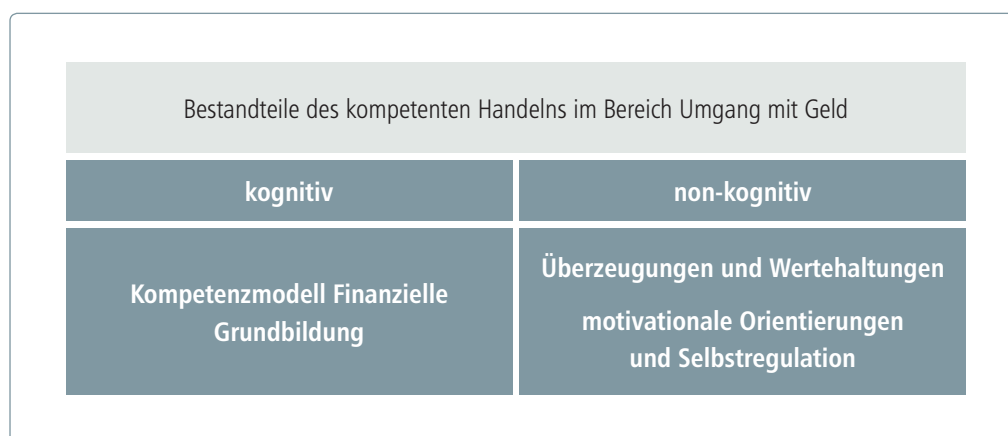 Bestandteile des kompetenten Handelns im Bereich Umgang mit Geld
kognitiv
non-kognitiv
Kompetenzmodell Finanzielle
Grundbildung
Überzeugungen und Wertehaltungen
motivationale Orientierungen
und Selbstregulation